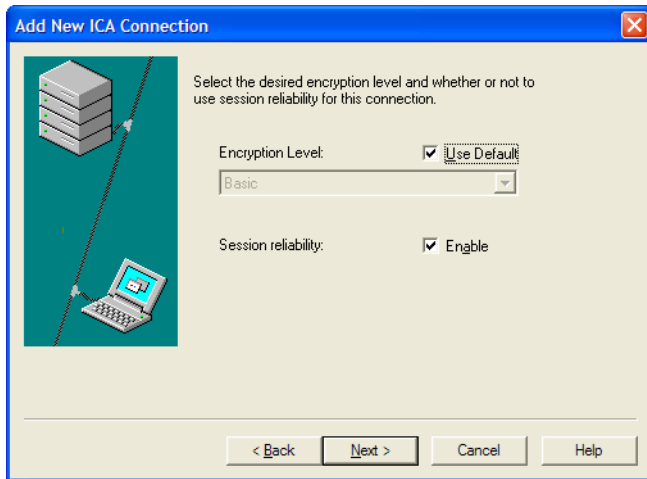 Add New ICA Connection
Select the desired encryption level and whether or not to
use session reliability for this connection.
Encryption Level:
Use Default
Basic
Session reliability:
Enable
< Back
Next >
Cancel
Help